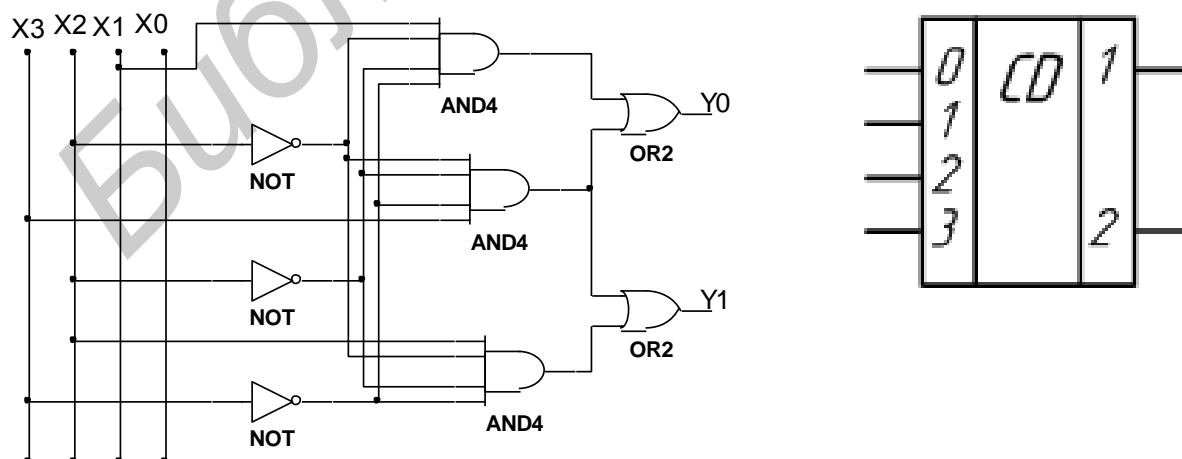 X3 X2 X1 X0
AND4
Y0
OR2
NOT
AND4
NOT
Y1
OR2
AND4
NOT
0 CD 1
1
2
3 2
Библ